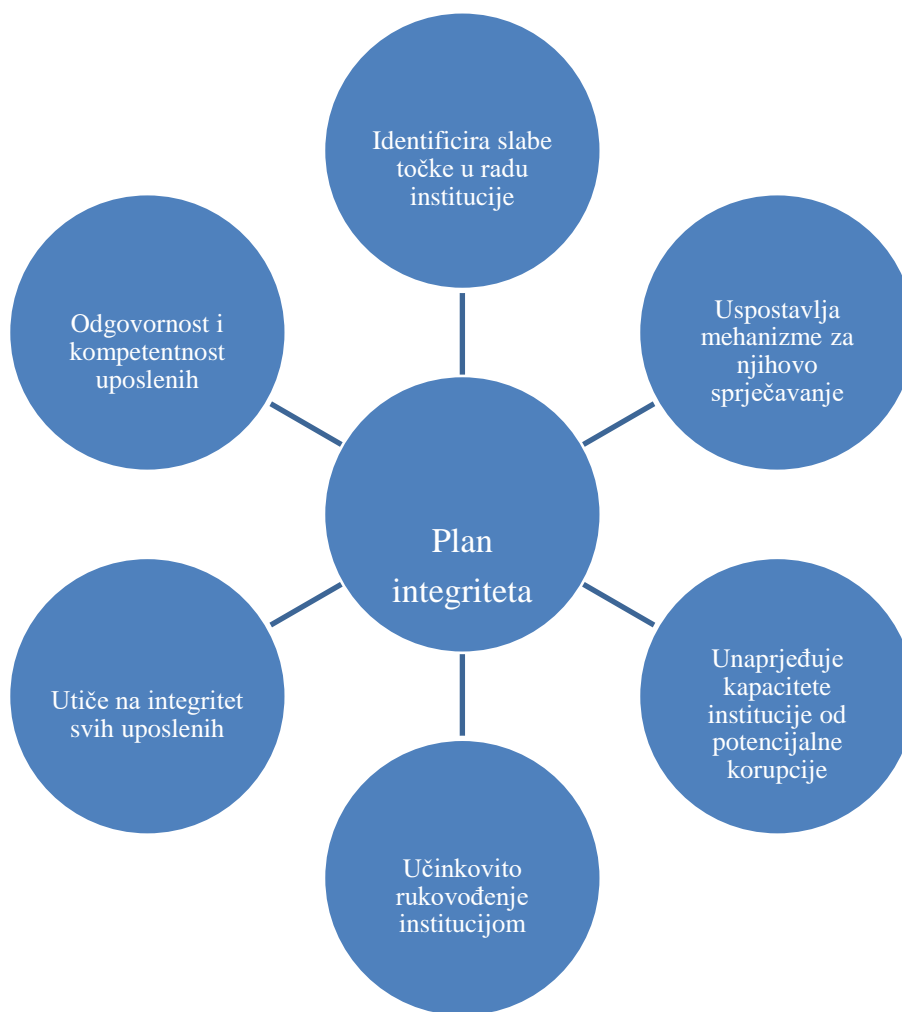 Identificira slabe
točke u radu
institucije
Odgovornost i
kompetentnost
uposlenih
Uspostavlja
mehanizme za
njihovo
sprječavanje
Plan
integriteta
Utiče na integritet
svih uposlenih
Unaprjeđuje
kapacitete
institucije od
potencijalne
korupcije
Učinkovito
rukovođenje
institucijom